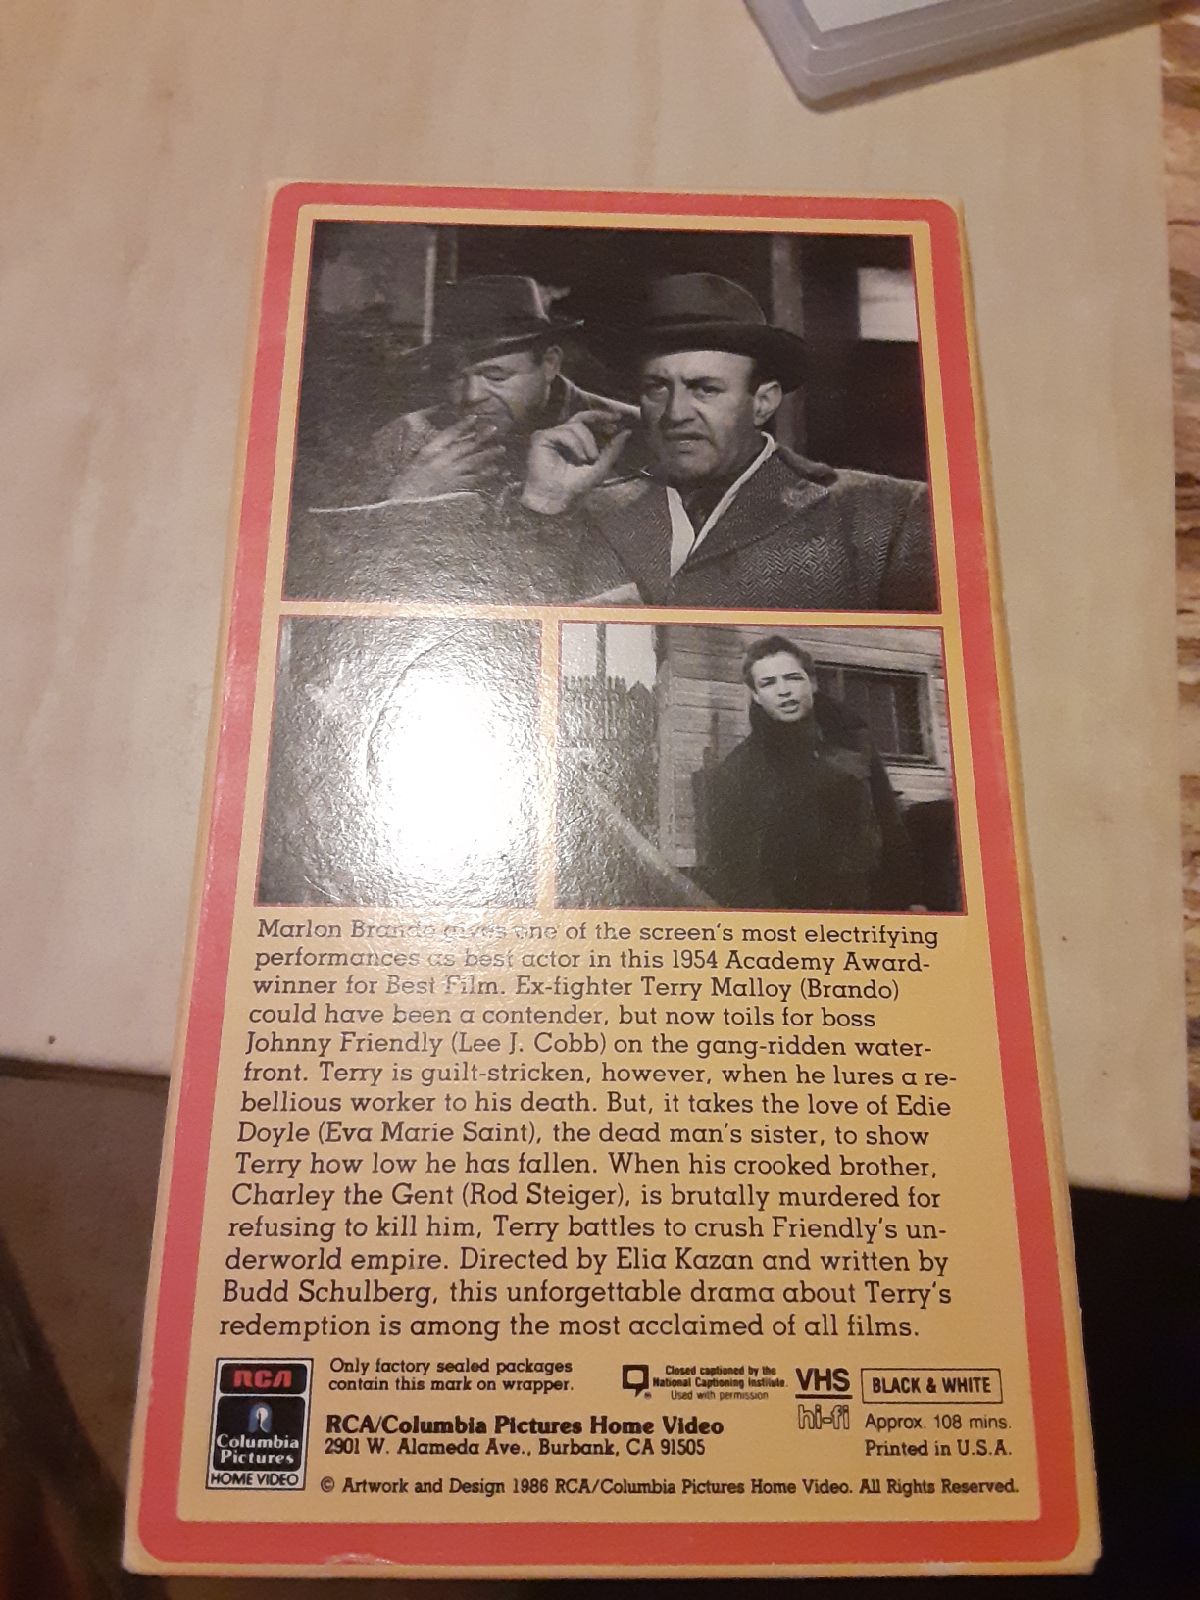 Marlon Brando gives one of the screen's most electrifying
performances as best actor in this 1954 Academy Award-
winner for Best Film. Ex-fighter Terry Malloy (Brando)
could have been a contender, but now toils for boss
Johnny Friendly (Lee J. Cobb) on the gang-ridden water-
front. Terry is guilt-stricken, however, when he lures a re-
bellious worker to his death. But, it takes the love of Edie
Doyle (Eva Marie Saint), the dead man's sister, to show
Terry how low he has fallen. When his crooked brother,
Charley the Gent (Rod Steiger), is brutally murdered for
refusing to kill him, Terry battles to crush Friendly's un-
derworld empire. Directed by Elia Kazan and written by
Budd Schulberg, this unforgettable drama about Terry's
redemption is among the most acclaimed of all films.
RCA
Columbia
Pictures
HOME VIDEO
Only factory sealed packages
contain this mark on wrapper.
RCA/Columbia Pictures Home Video
2901 W. Alameda Ave., Burbank, CA 91505
Closed captioned by the
National Captioning Institute.
Used with permission
VHS
hi-fi
BLACK & WHITE
Approx. 108 mins.
Printed in U.S.A.
© Artwork and Design 1986 RCA/Columbia Pictures Home Video. All Rights Reserved.